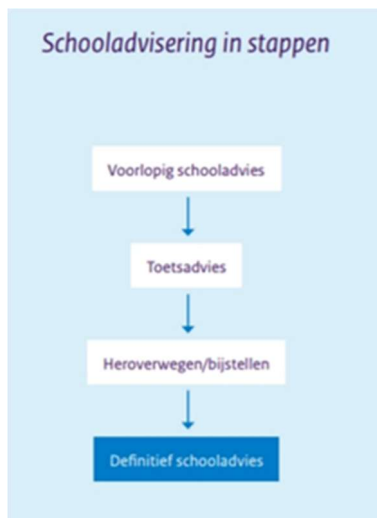 Schooladvisering in stappen
Voorlopig schooladvies
Toetsadvies
Heroverwegen/bijstellen
Definitief schooladvies